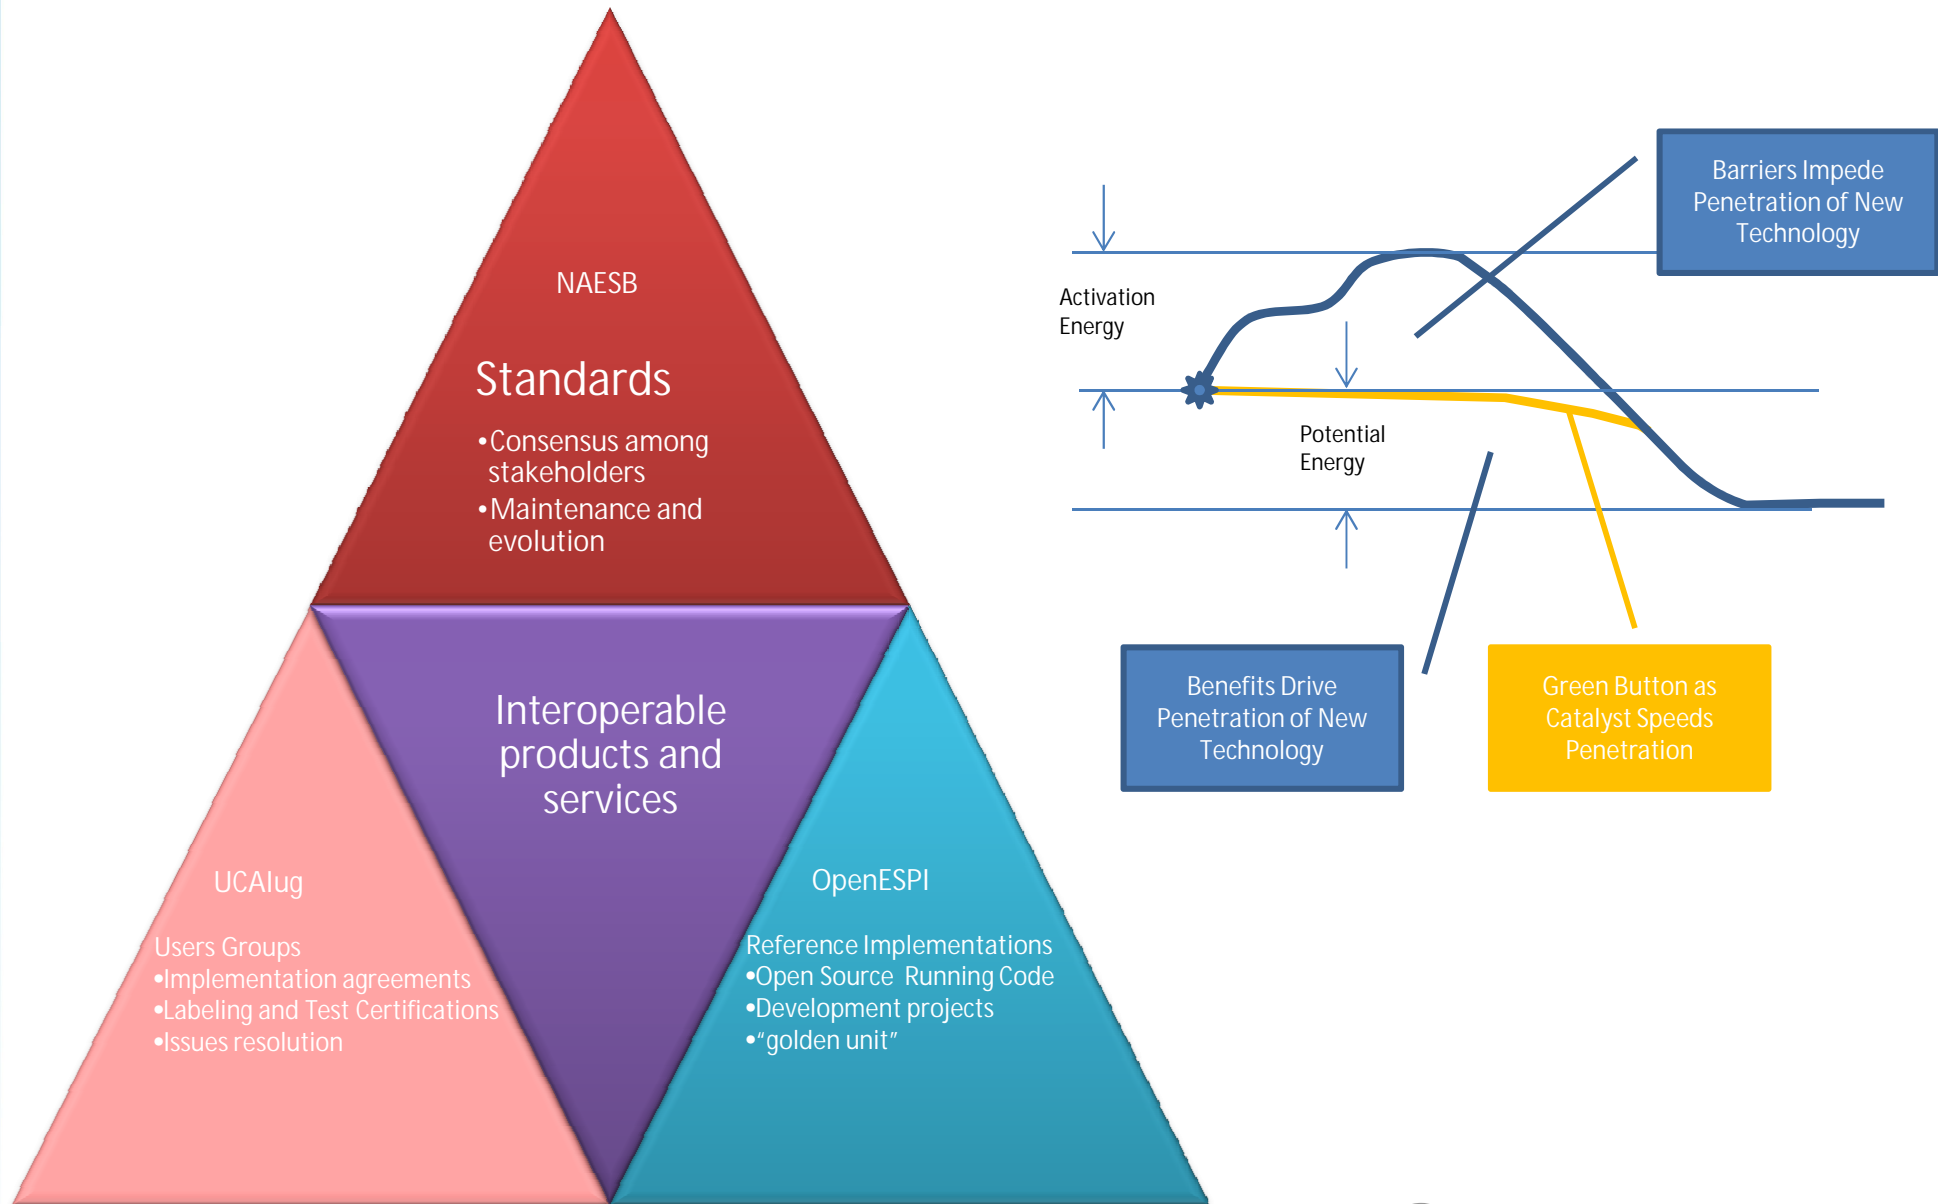 NAESB
Standards
•Consensus among
stakeholders
•Maintenance and
evolution
Interoperable
products and
services
UCAIug
Users Groups
•Implementation agreements
•Labeling and Test Certifications
•Issues resolution
OpenESPI
Reference Implementations
•Open Source Running Code
•Development projects
•“golden unit”
Barriers Impede
Penetration of New
Technology
Activation
Energy
Potential
Energy
Benefits Drive
Penetration of New
Technology
Green Button as
Catalyst Speeds
Penetration